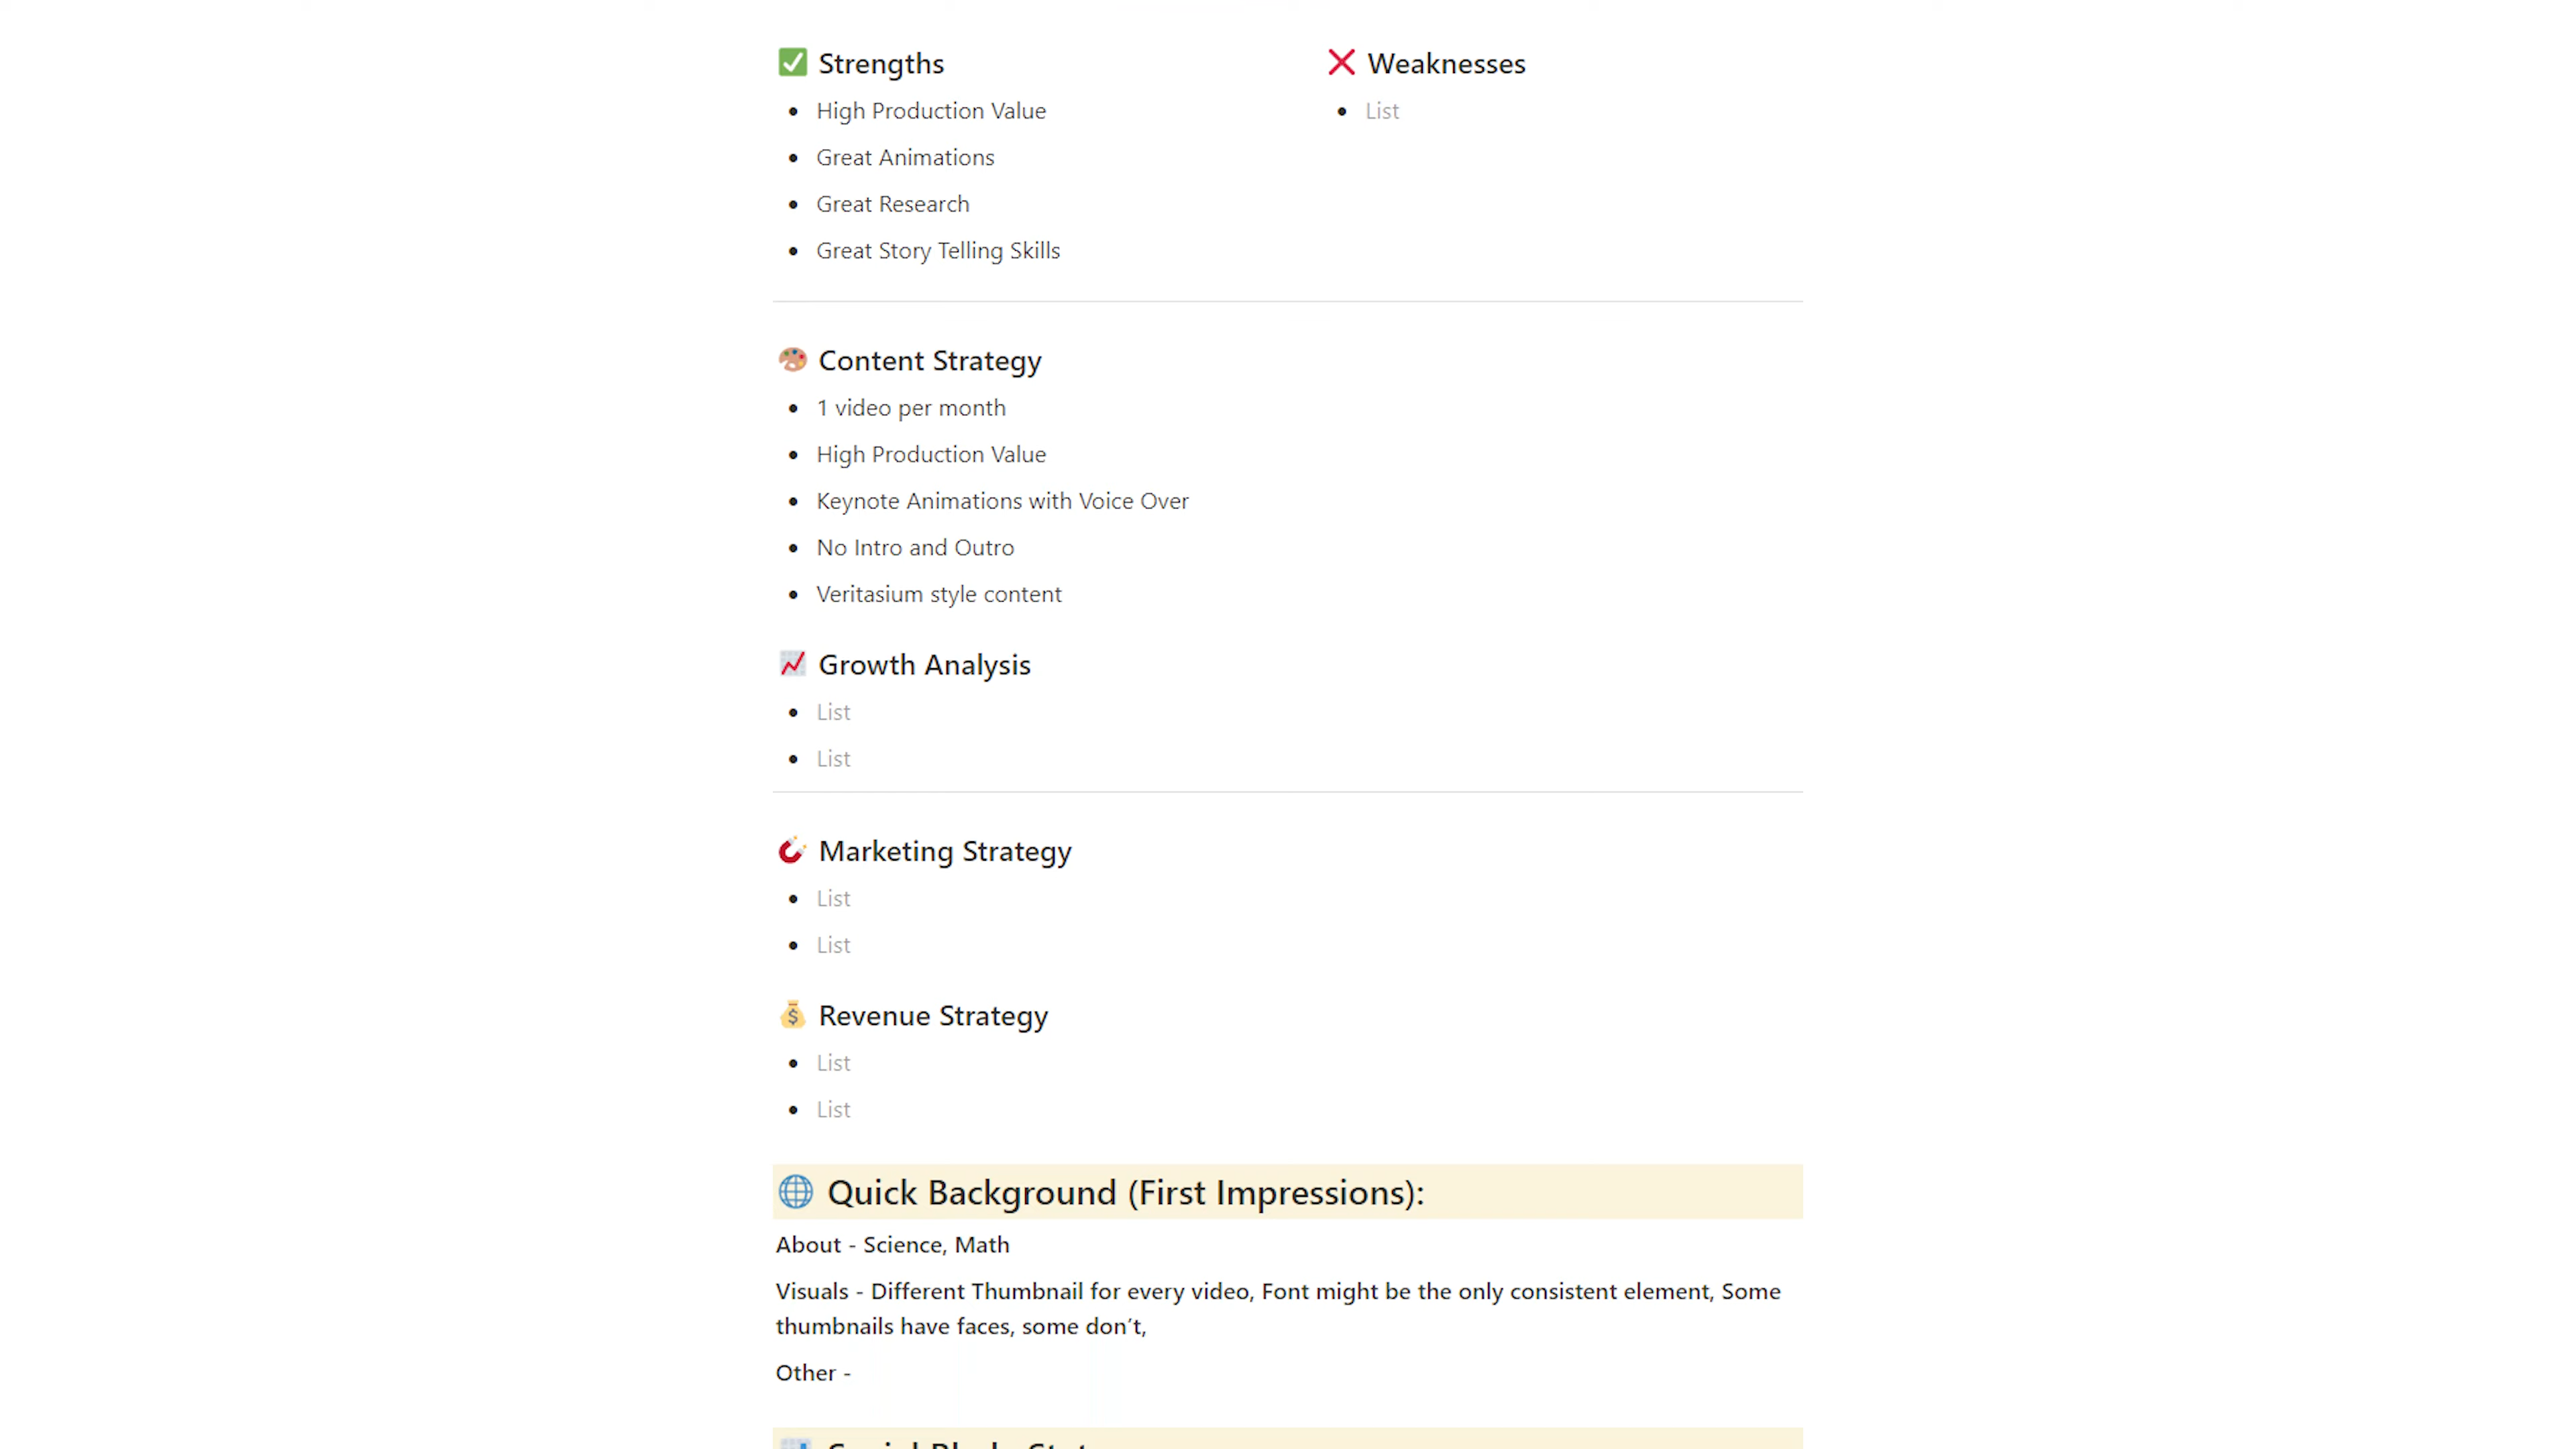 Strengths
High Production Value
Great Animations
Great Research
Great Story Telling Skills
Weaknesses
List
Content Strategy
1 video per month
High Production Value
Keynote Animations with Voice Over
No Intro and Outro
Veritasium style content
Growth Analysis
List
List
Marketing Strategy
List
List
Revenue Strategy
List
List
Quick Background (First Impressions):
About - Science, Math
Visuals - Different Thumbnail for every video, Font might be the only consistent element, Some
thumbnails have faces, some don't,
Other -